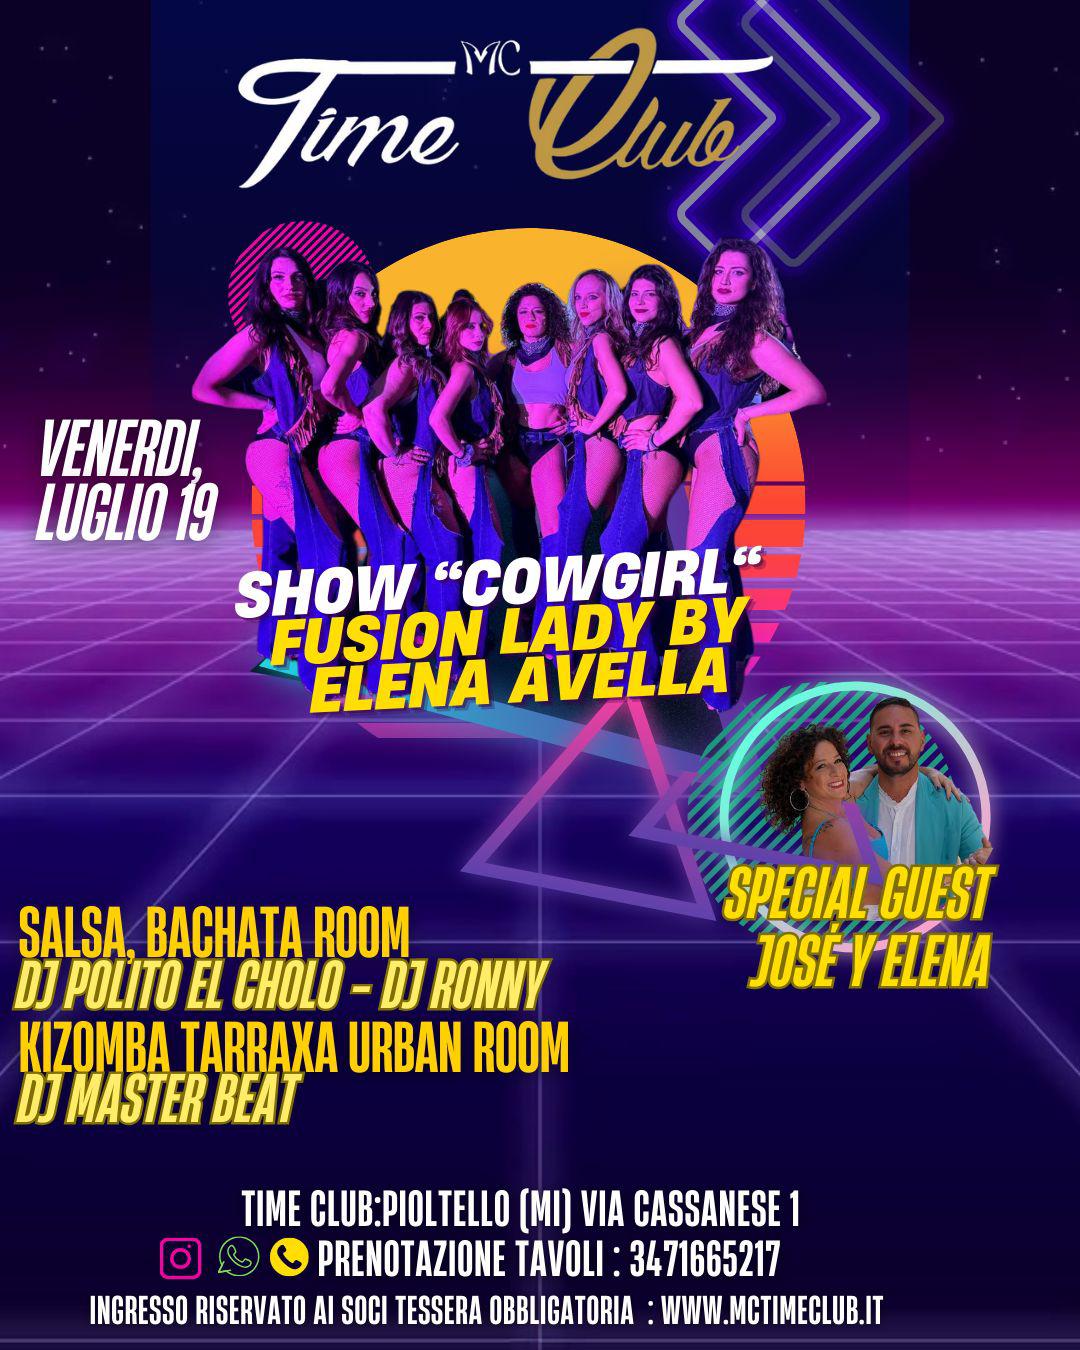 MC
Time Club
VENERDI,
LUGLIO 19
SHOW “COWGIRL“
FUSION LADY BY
ELENA AVELLA
SPECIAL GUEST
JOSÉ Y ELENA
SALSA, BACHATA ROOM
DJ POLITO EL CHOLO - DJ RONNY
KIZOMBA TARRAXA URBAN ROOM
DJ MASTER BEAT
TIME CLUB:PIOLTELLO (MI) VIA CASSANESE 1
PRENOTAZIONE TAVOLI : 3471665217
INGRESSO RISERVATO AI SOCI TESSERA OBBLIGATORIA : WWW.MCTIMECLUB.IT